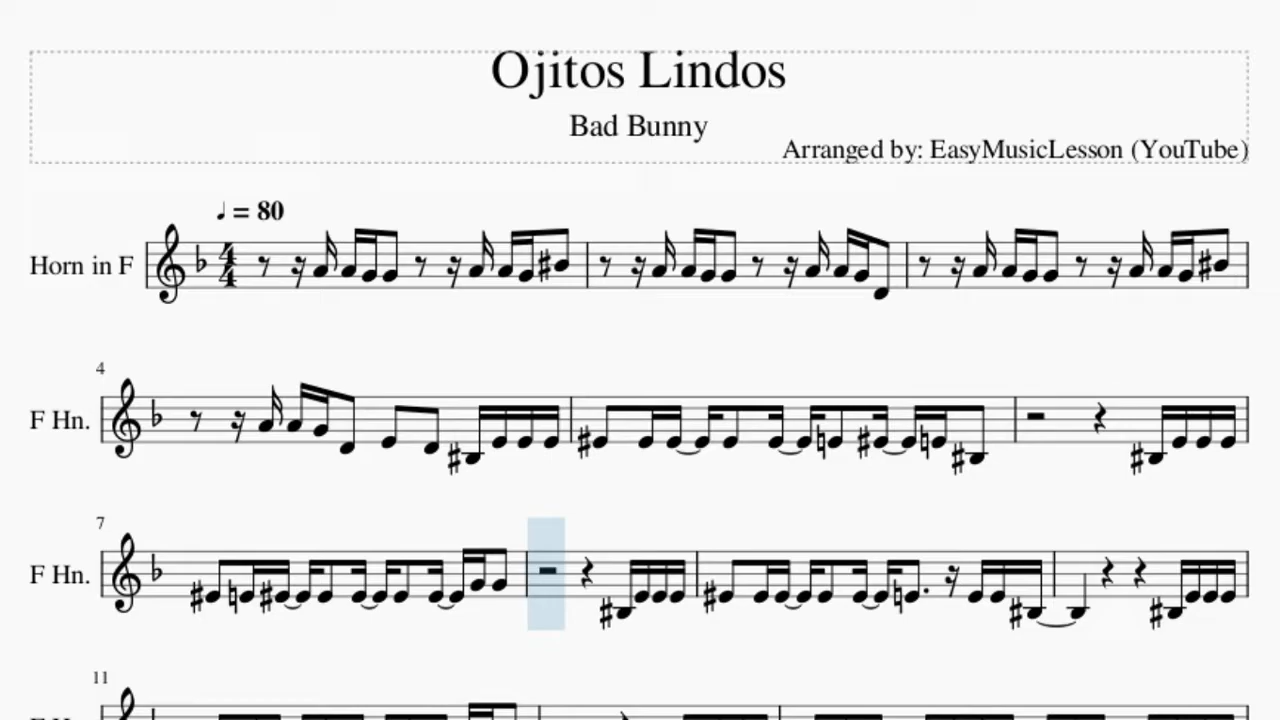 Ojitos Lindos
Bad Bunny
Arranged by: EasyMusicLesson (YouTube)
♩ = 80
Horn in F
4
4
4
F Hn.
7
F Hn.
11